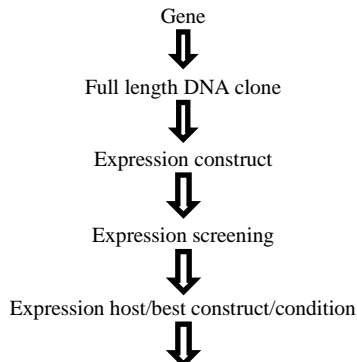 Gene
Full length DNA clone
Expression construct
Expression screening
Expression host/best construct/condition